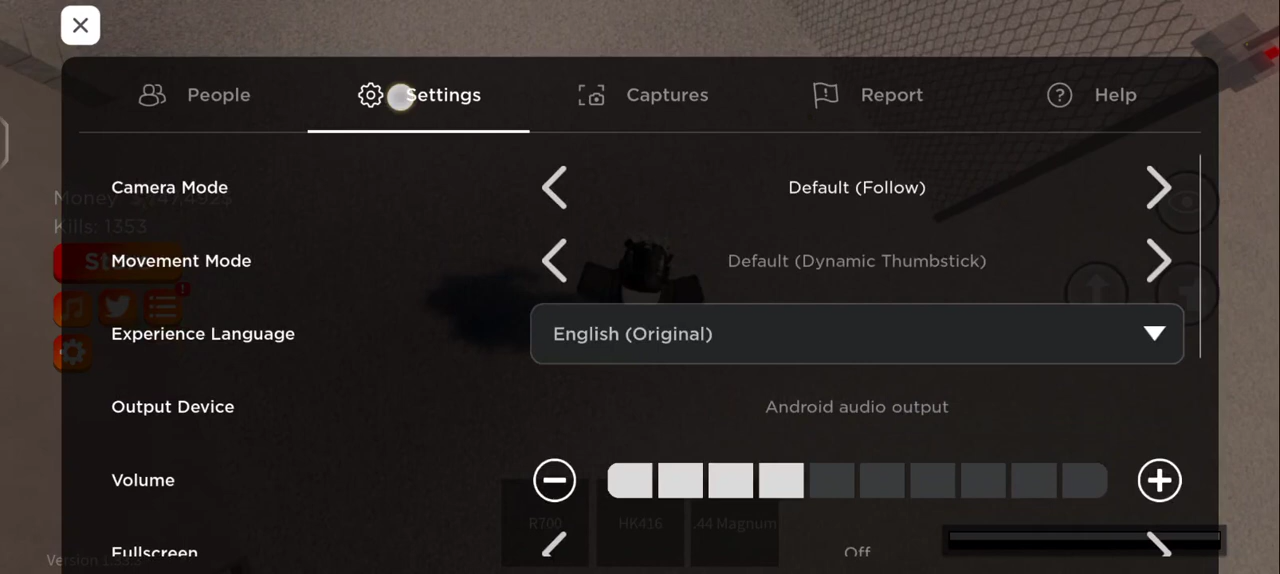 People Settings Captures Report Help
Camera Mode Default (Follow)
Money
Kills: 1353
Movement Mode Default (Dynamic Thumbstick)
Experience Language English (Original)
Output Device Android audio output
Volume
R700 HK416 .44 Magnum
Fullscreen Off